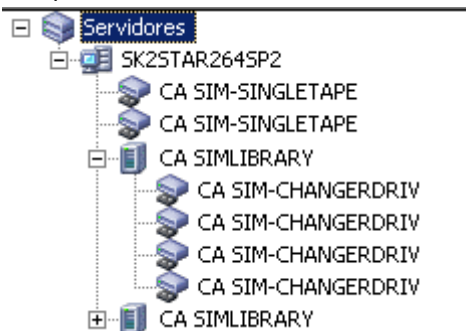 Servidores
SK2STAR264SP2
CA SIM-SINGLETAPE
CA SIM-SINGLETAPE
CA SIMLIBRARY
CA SIM-CHANGERDRIV
CA SIM-CHANGERDRIV
CA SIM-CHANGERDRIV
CA SIM-CHANGERDRIV
CA SIMLIBRARY